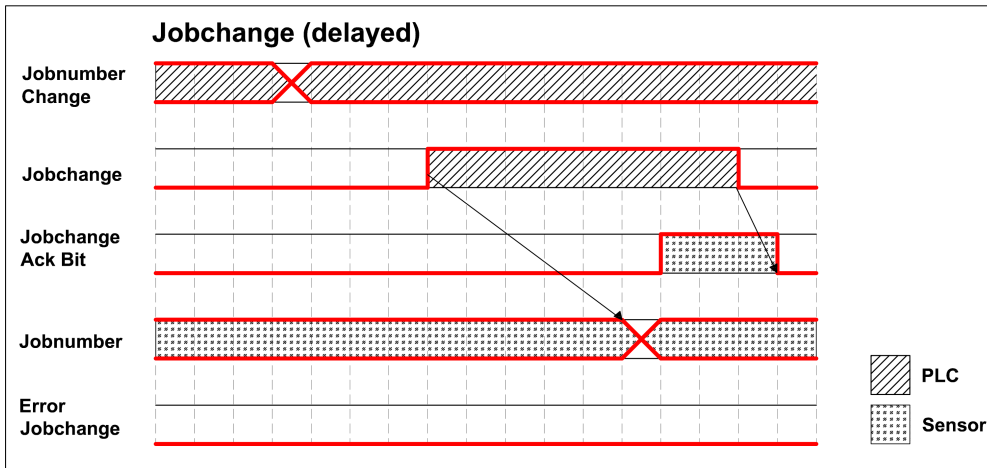 Jobchange (delayed)
Jobnumber
Change
Jobchange
Jobchange
Ack Bit
Jobnumber
Error
Jobchange
PLC
Sensor